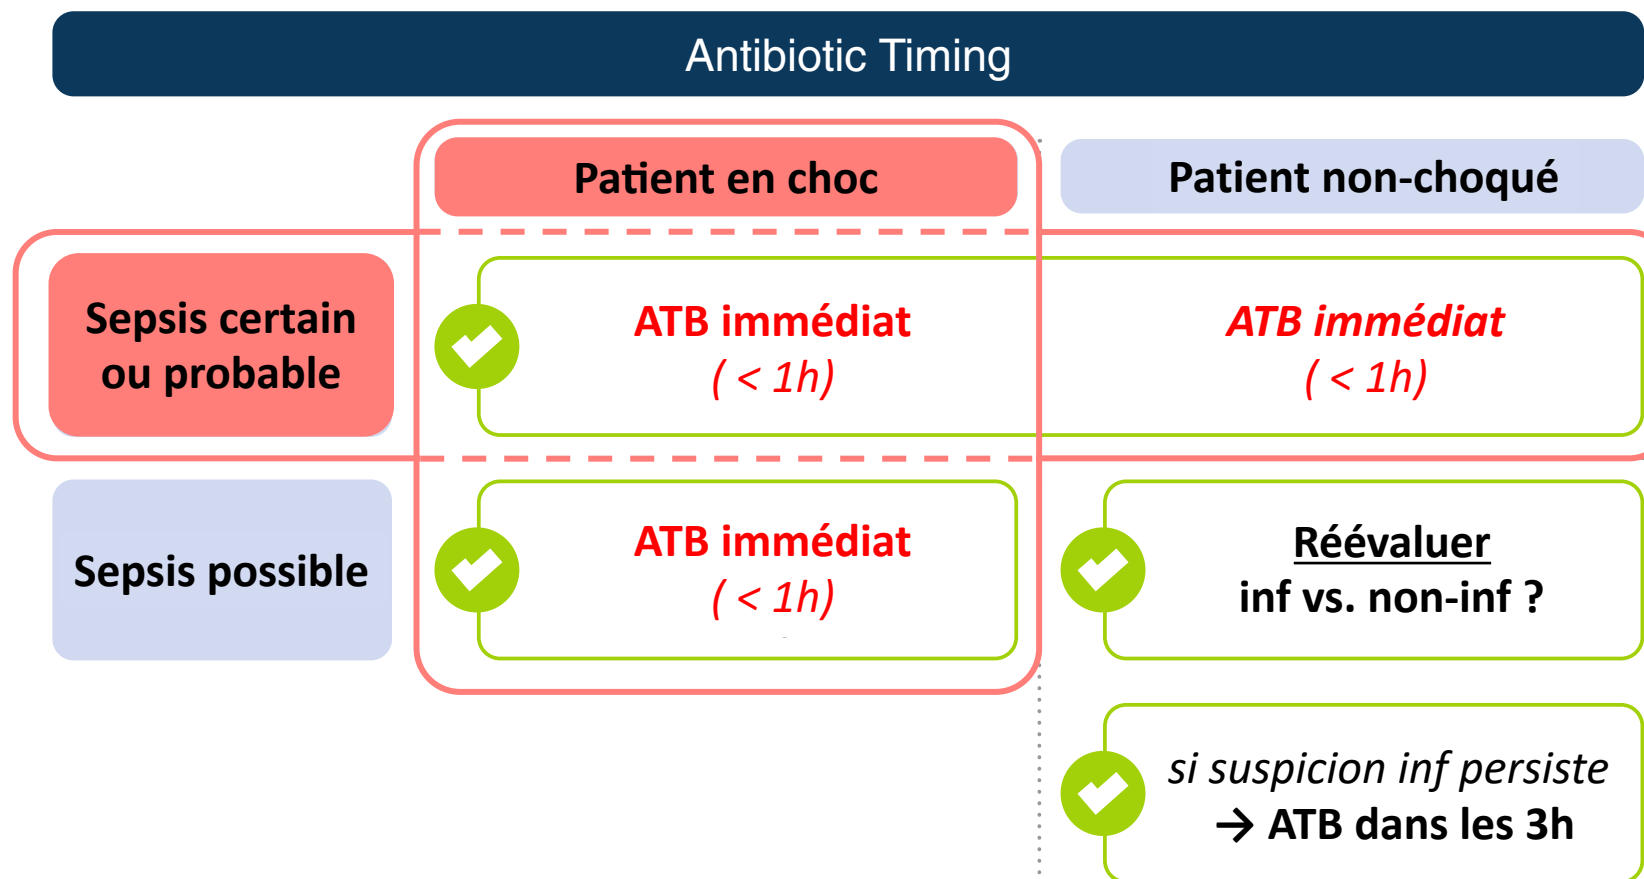 Antibiotic Timing
Patient en choc
Patient non-choqué
Sepsis certain
ou probable
ATB immédiat
( < 1h)
ATB immédiat
( < 1h)
Sepsis possible
ATB immédiat
( < 1h)
Réévaluer
inf vs. non-inf ?
si suspicion inf persiste
→ ATB dans les 3h